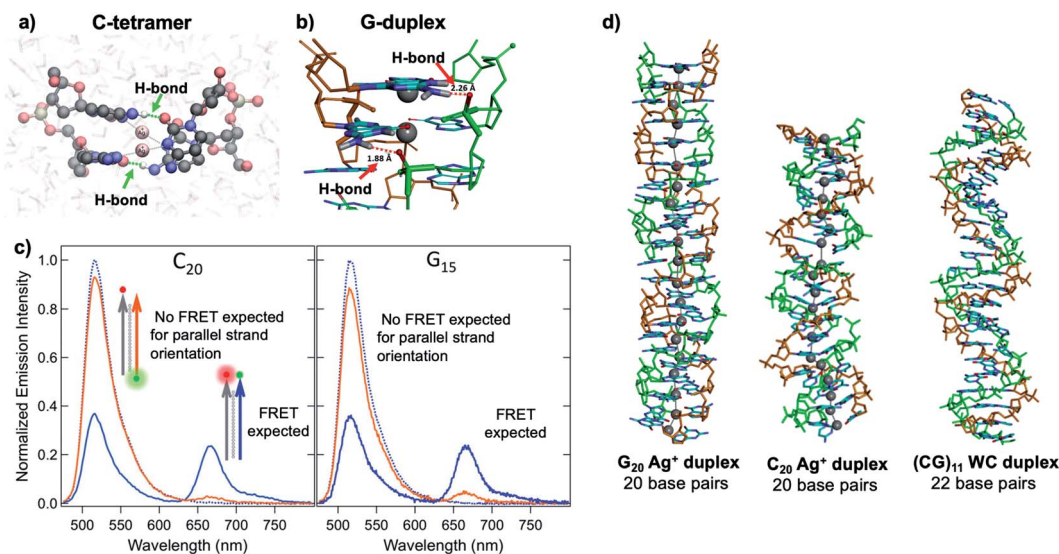 a)
C-tetramer
H-bond
H-bond
b)
G-duplex
H-bond
2.26 Å
1.88 Å
H-bond
c)
Normalized Emission Intensity
1.0
0.8
0.6
0.4
0.2
0.0
C20
No FRET expected
for parallel strand
orientation
FRET
expected
500 550 600 650 700 750
Wavelength (nm)
G15
No FRET expected
for parallel strand
orientation
FRET
expected
500 550 600 650 700 750
Wavelength (nm)
d)
G20 Ag+ duplex
20 base pairs
C20 Ag+ duplex
20 base pairs
(CG)11 WC duplex
22 base pairs